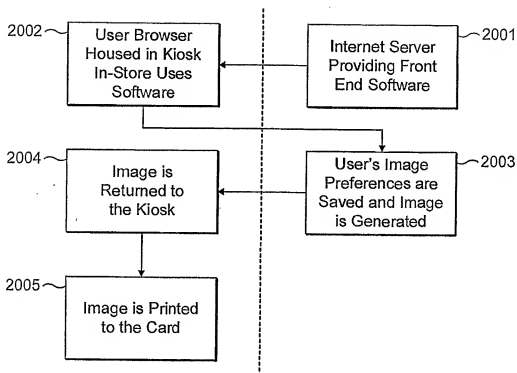 2002
User Browser
Housed in Kiosk
In-Store Uses
Software
2001
Internet Server
Providing Front
End Software
2004
Image is
Returned to
the Kiosk
2003
User's Image
Preferences are
Saved and Image
is Generated
2005
Image is Printed
to the Card